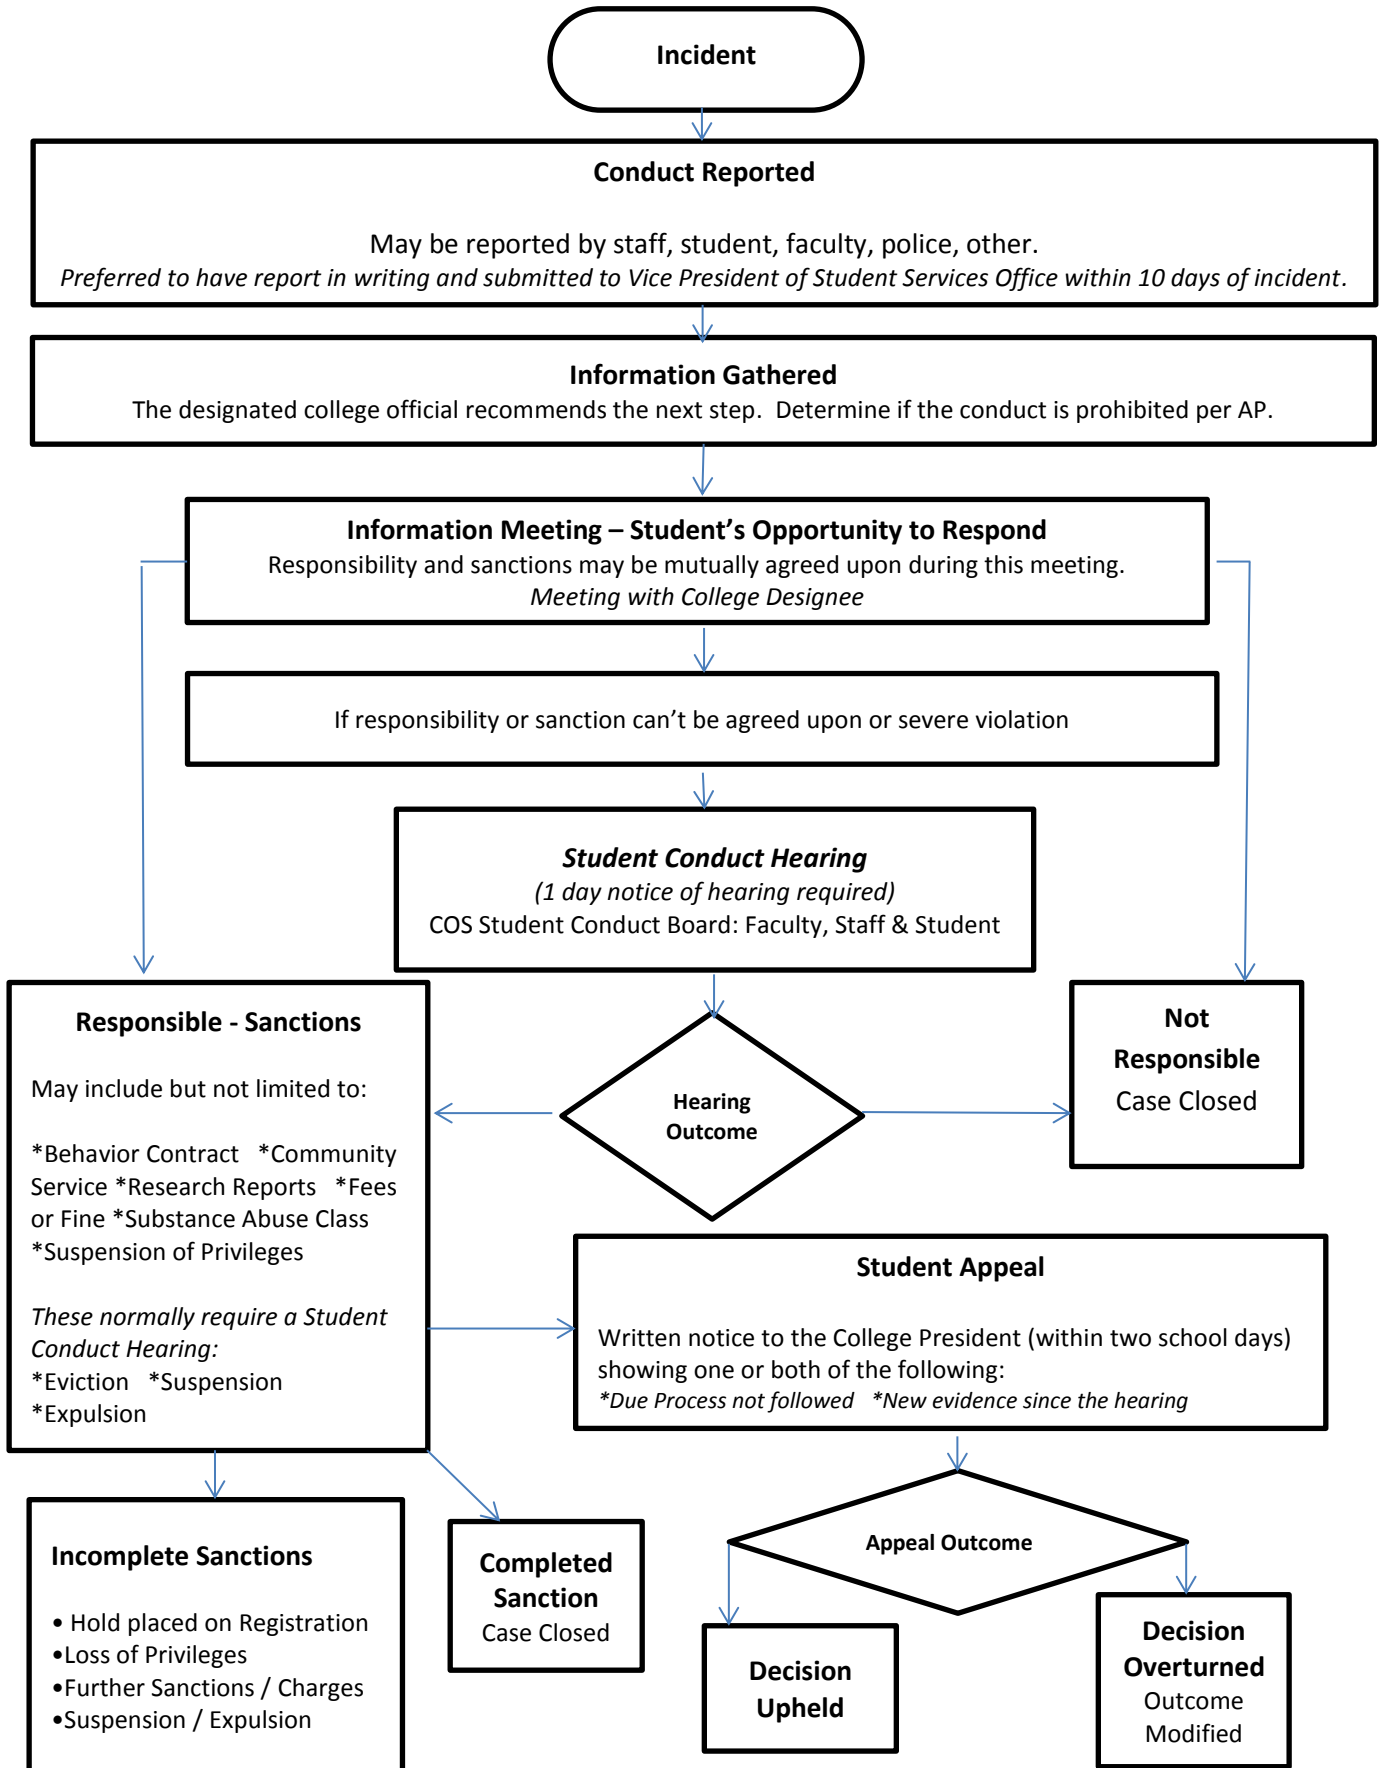 Incident
Conduct Reported
May be reported by staff, student, faculty, police, other.
Preferred to have report in writing and submitted to Vice President of Student Services Office within 10 days of incident.
Information Gathered
The designated college official recommends the next step.  Determine if the conduct is prohibited per AP.
Information Meeting – Student’s Opportunity to Respond
Responsibility and sanctions may be mutually agreed upon during this meeting.
Meeting with College Designee
If responsibility or sanction can’t be agreed upon or severe violation
Student Conduct Hearing
(1 day notice of hearing required)
COS Student Conduct Board: Faculty, Staff & Student
Responsible - Sanctions
May include but not limited to:
*Behavior Contract   *Community
Service *Research Reports   *Fees
or Fine *Substance Abuse Class
*Suspension of Privileges
These normally require a Student
Conduct Hearing:
*Eviction   *Suspension
*Expulsion
Hearing
Outcome
Not
Responsible
Case Closed
Student Appeal
Written notice to the College President (within two school days)
showing one or both of the following:
*Due Process not followed   *New evidence since the hearing
Incomplete Sanctions
• Hold placed on Registration
•Loss of Privileges
•Further Sanctions / Charges
•Suspension / Expulsion
Completed
Sanction
Case Closed
Appeal Outcome
Decision
Upheld
Decision
Overturned
Outcome
Modified